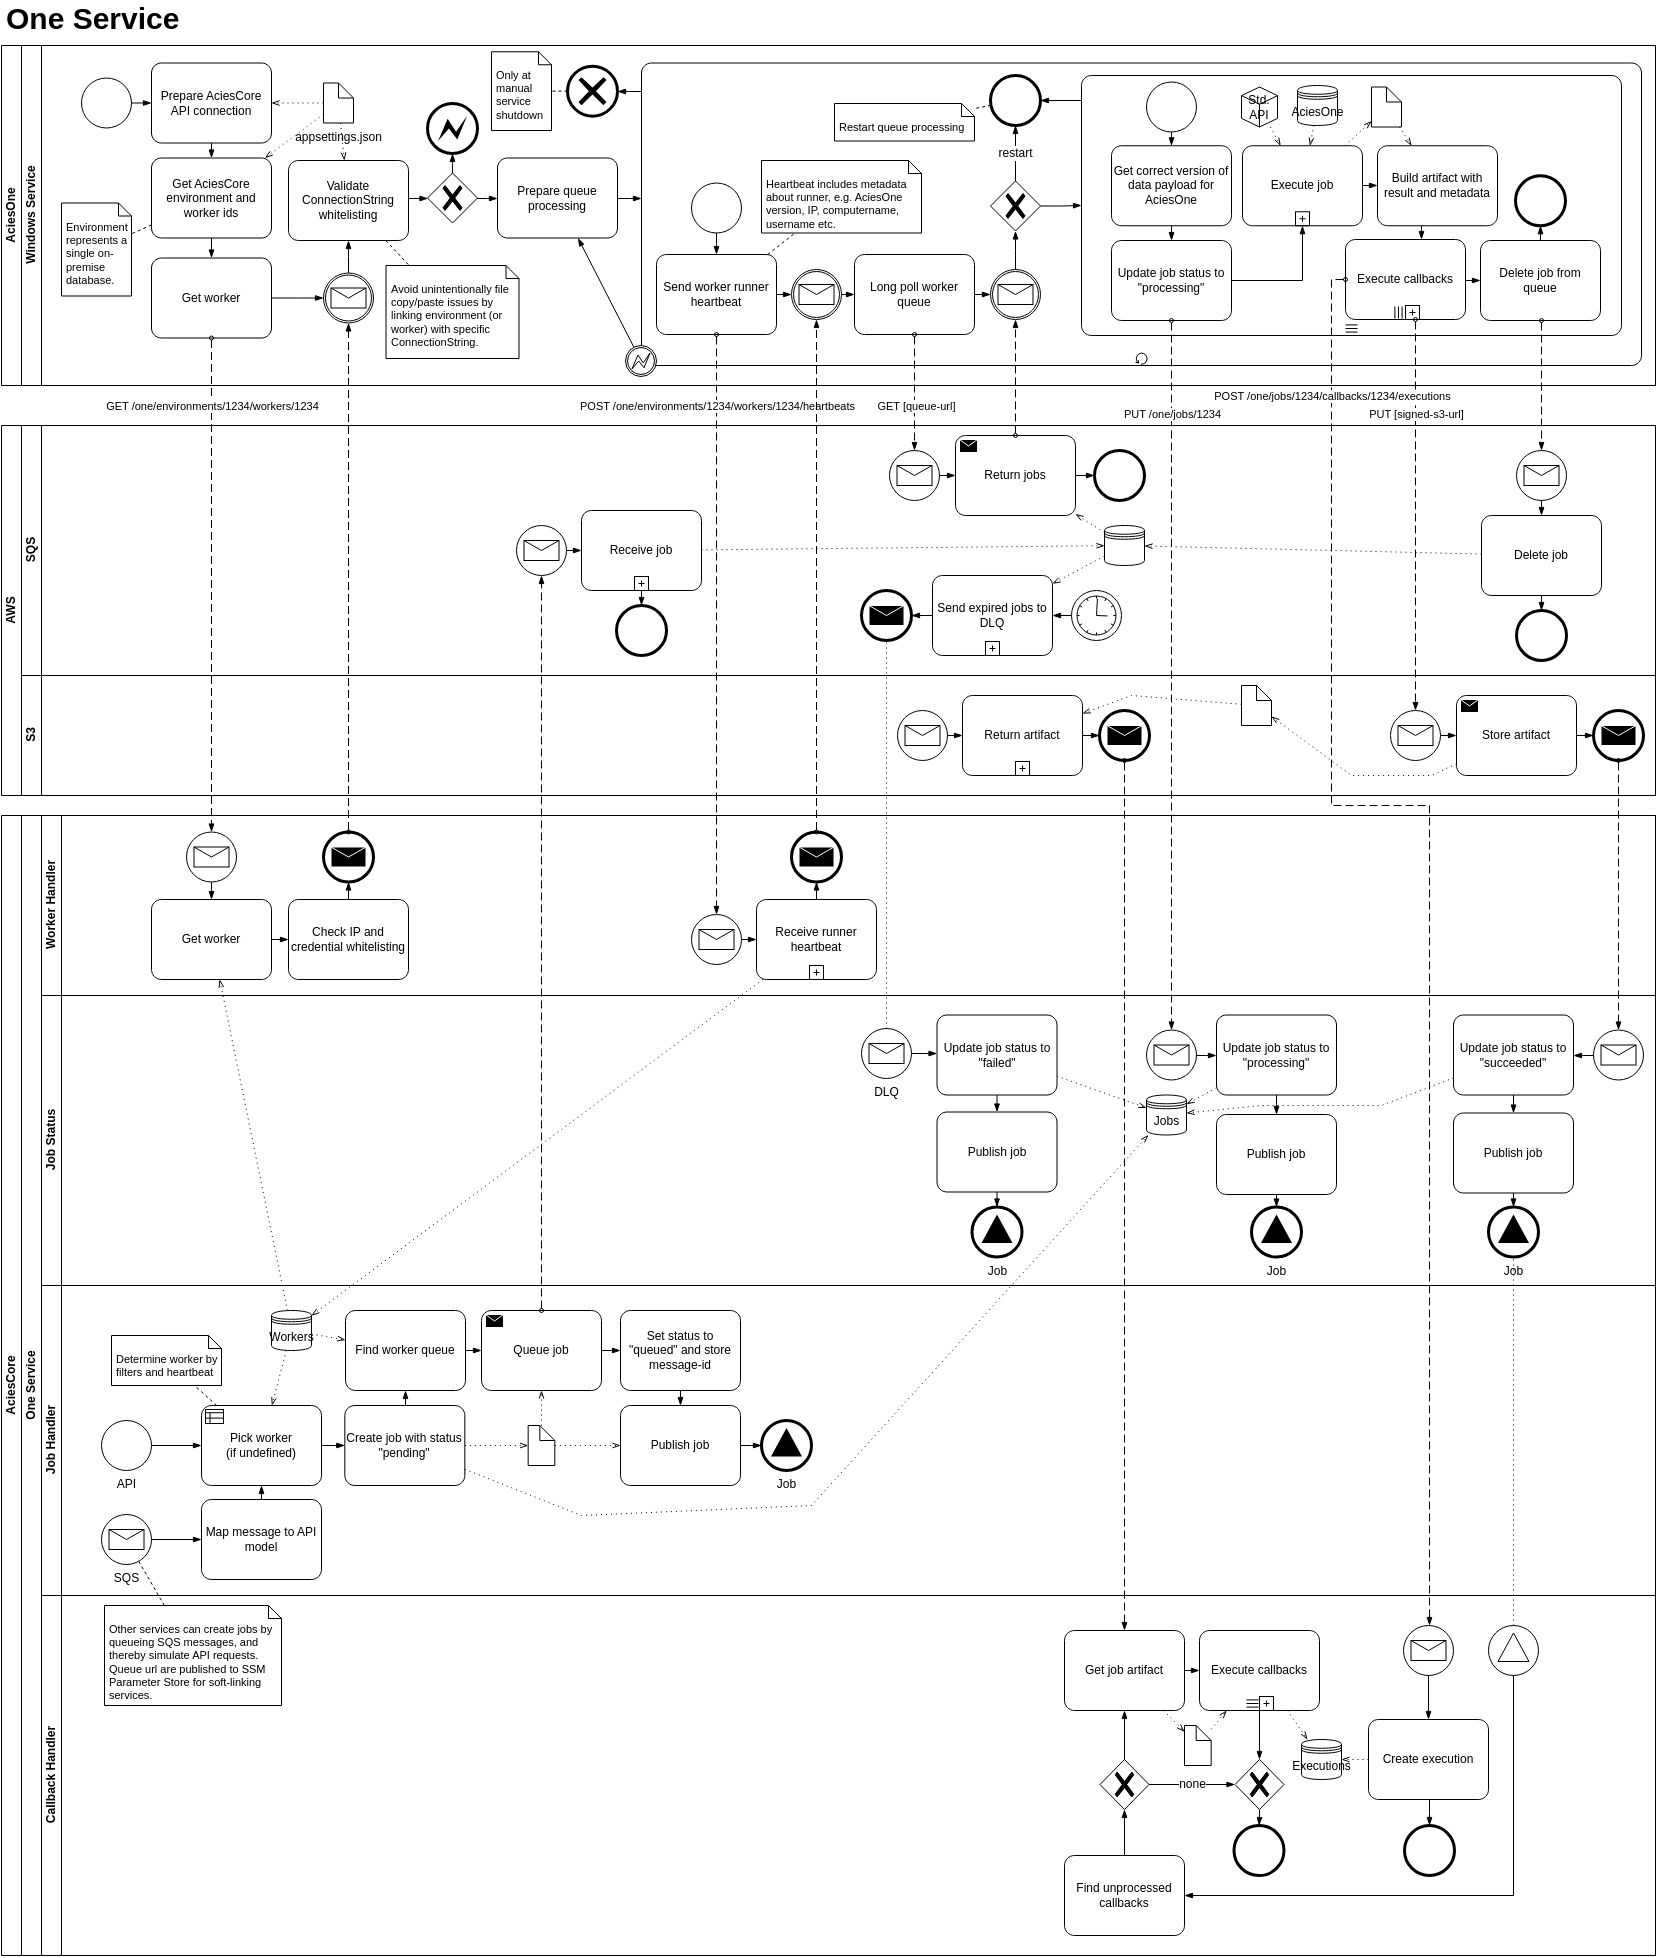 One Service
AciesOne
Windows Service
Prepare AciesCore
API connection
appsettings.json
Get AciesCore
environment and
worker ids
Environment
represents a
single on-
premise
database.
Get worker
Validate
ConnectionString
whitelisting
Avoid unintentionally file
copy/paste issues by
linking environment (or
worker) with specific
ConnectionString.
Only at
manual
service
shutdown
Prepare queue
processing
Restart queue processing
restart
Heartbeat includes metadata
about runner, e.g. AciesOne
version, IP, computername,
username etc.
Send worker runner
heartbeat
Long poll worker
queue
Std.
API
AciesOne
Get correct version of
data payload for
AciesOne
Execute job
Build artifact with
result and metadata
Update job status to
"processing"
Execute callbacks
Delete job from
queue
GET /one/environments/1234/workers/1234
POST /one/environments/1234/workers/1234/heartbeats
GET [queue-url]
PUT /one/jobs/1234
POST /one/jobs/1234/callbacks/1234/executions
PUT [signed-s3-url]
AWS
SQS
Return jobs
Receive job
Delete job
Send expired jobs to
DLQ
S3
Return artifact
Store artifact
AciesCore
One Service
Worker Handler
Get worker
Check IP and
credential whitelisting
Receive runner
heartbeat
Job Status
DLQ
Update job status to
"failed"
Update job status to
"processing"
Update job status to
"succeeded"
Jobs
Publish job
Publish job
Publish job
Job
Job
Job
Job Handler
Workers
Determine worker by
filters and heartbeat
Find worker queue
Queue job
Set status to
"queued" and store
message-id
API
Pick worker
(if undefined)
Create job with status
"pending"
Publish job
Job
SQS
Map message to API
model
Callback Handler
Other services can create jobs by
queueing SQS messages, and
thereby simulate API requests.
Queue url are published to SSM
Parameter Store for soft-linking
services.
Get job artifact
Execute callbacks
none
Executions
Create execution
Find unprocessed
callbacks